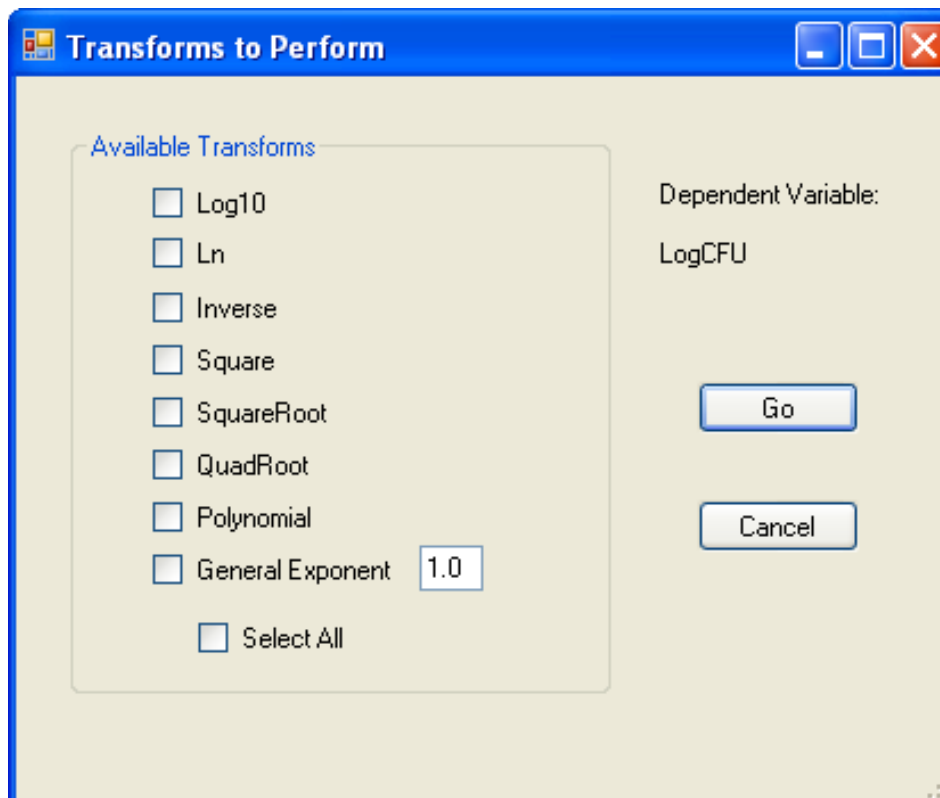 Transforms to Perform
Available Transforms
Log10
Ln
Inverse
Square
SquareRoot
QuadRoot
Polynomial
General Exponent 1.0
Select All
Dependent Variable:
LogCFU
Go
Cancel